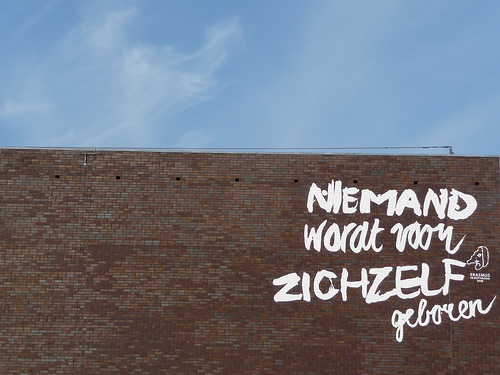 NIEMAND
wordt voor
ZICHZELF
geboren
ERASMUS